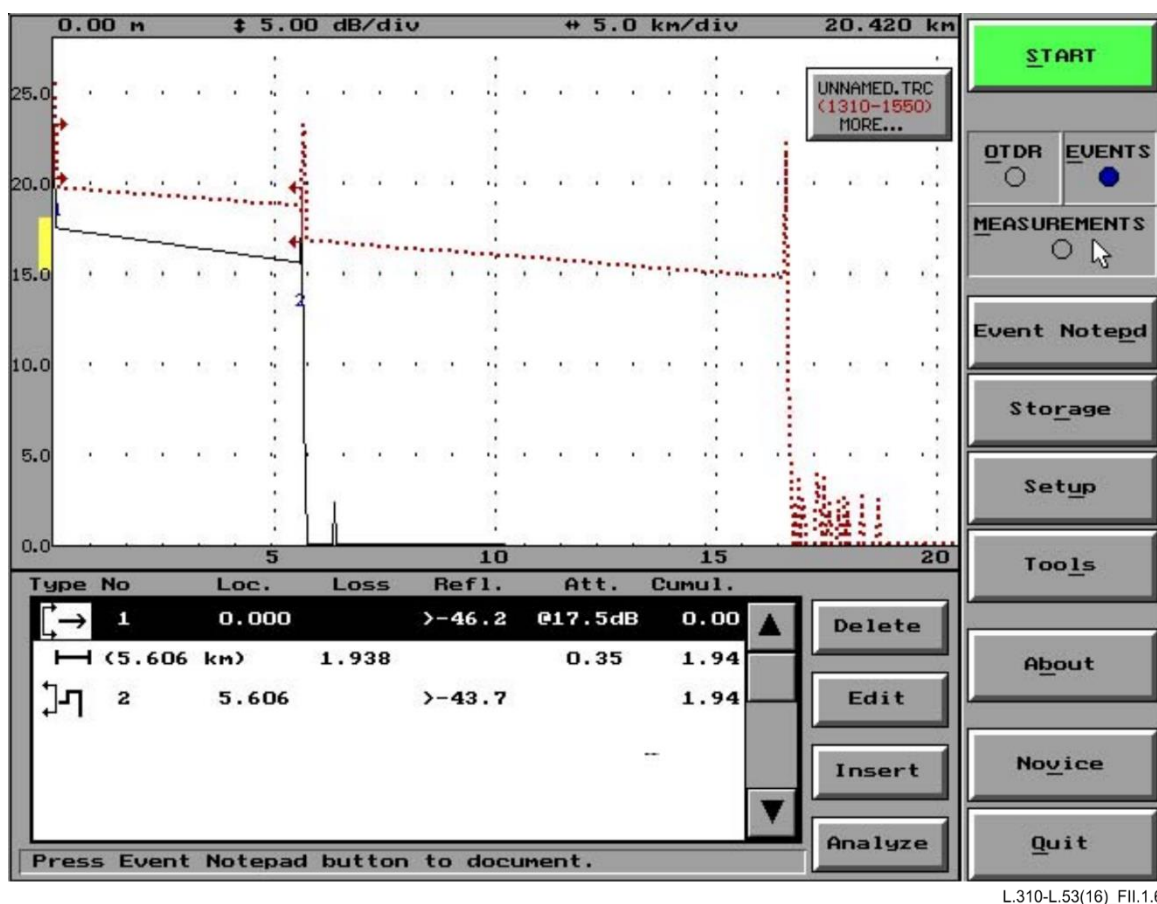 0.00 m ↕ 5.00 dB/div ↔ 5.0 km/div 20.420 km
START
25.0
UNNAMED.TRC
(1310-1550)
MORE...
OTDR EVENTS
20.0
1
MEASUREMENTS
15.0
2
Event Notepd
10.0
Storage
5.0
Setup
0.0
5 10 15 20
Tools
Type No Loc. Loss Refl. Att. Cumul.
1 0.000 >-46.2 @17.5dB 0.00
Delete
(5.606 km) 1.938 0.35 1.94
About
2 5.606 >-43.7 1.94
Edit
--
Insert
Novice
Analyze
Quit
Press Event Notepad button to document.
L.310-L.53(16) FII.1.6